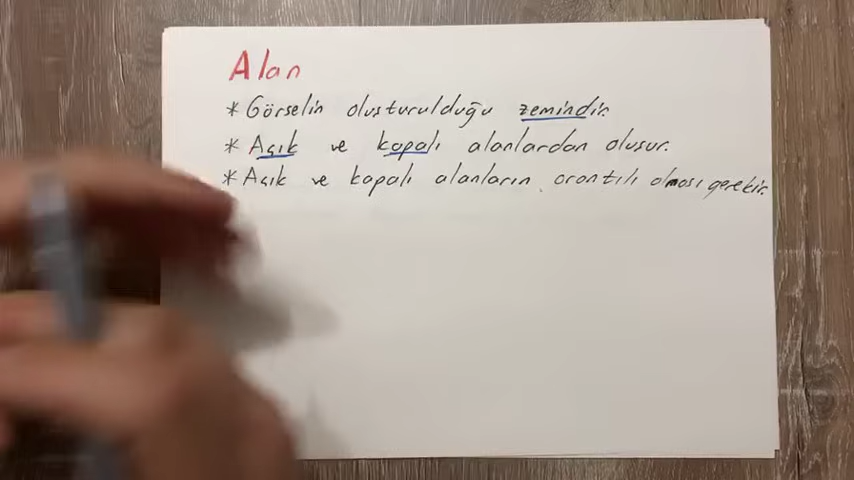 Alan
* Görselin oluşturulduğu zemindir.
* Açık ve kapalı alanlardan oluşur.
* Açık ve kapalı alanların orantılı olması gerekir.